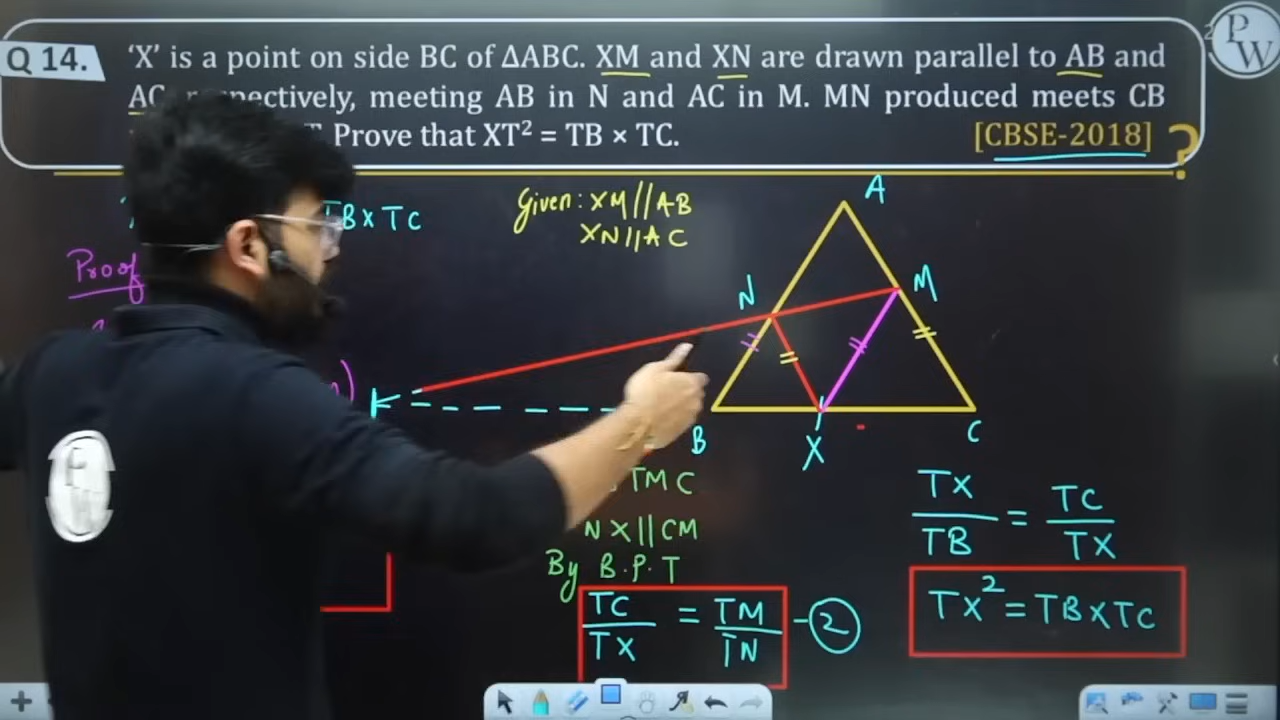 Q 14.
'X' is a point on side BC of ΔABC. XM and XN are drawn parallel to AB and
AC respectively, meeting AB in N and AC in M. MN produced meets CB
T. Prove that XT² = TB × TC.
[CBSE-2018]
?
PW
TB x TC
Given: XM // AB
XN // AC
Proof
A
N
M
B
X
C
TMC
NX || CM
By B.P.T
TC/TX = TM/TN - ②
TX/TB = TC/TX
TX² = TB x TC